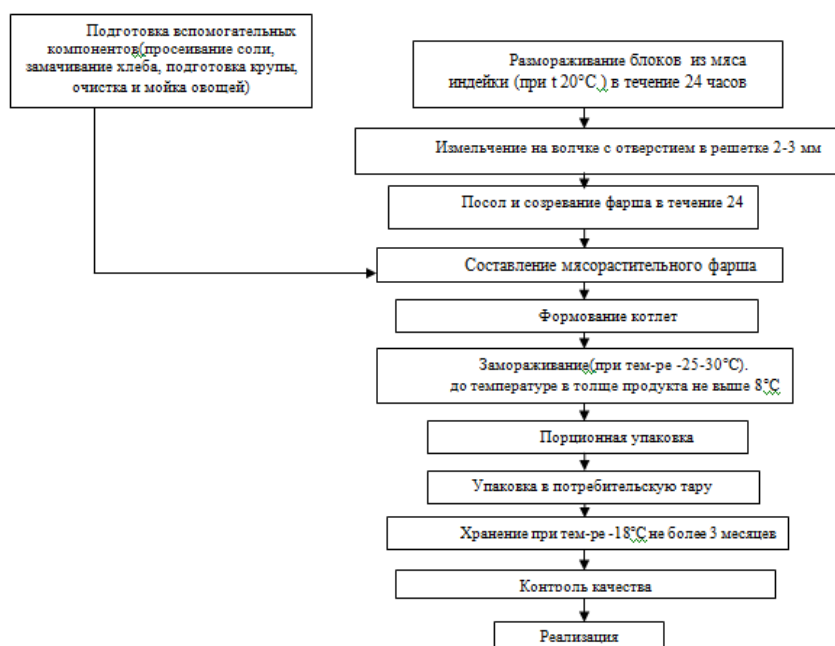 Подготовка вспомогательных
компонентов(просеивание соли,
замачивание хлеба, подготовка крупы,
очистка и мойка овощей)
Размораживание блоков из мяса
индейки (при t 20°С ) в течение 24 часов
Измельчение на волчке с отверстием в решетке 2-3 мм
Посол и созревание фарша в течение 24
Составление мясорастительного фарша
Формование котлет
Замораживание(при тем-ре -25-30°С).
до температуре в толще продукта не выше 8°С
Порционная упаковка
Упаковка в потребительскую тару
Хранение при тем-ре -18°С не более 3 месяцев
Контроль качества
Реализация